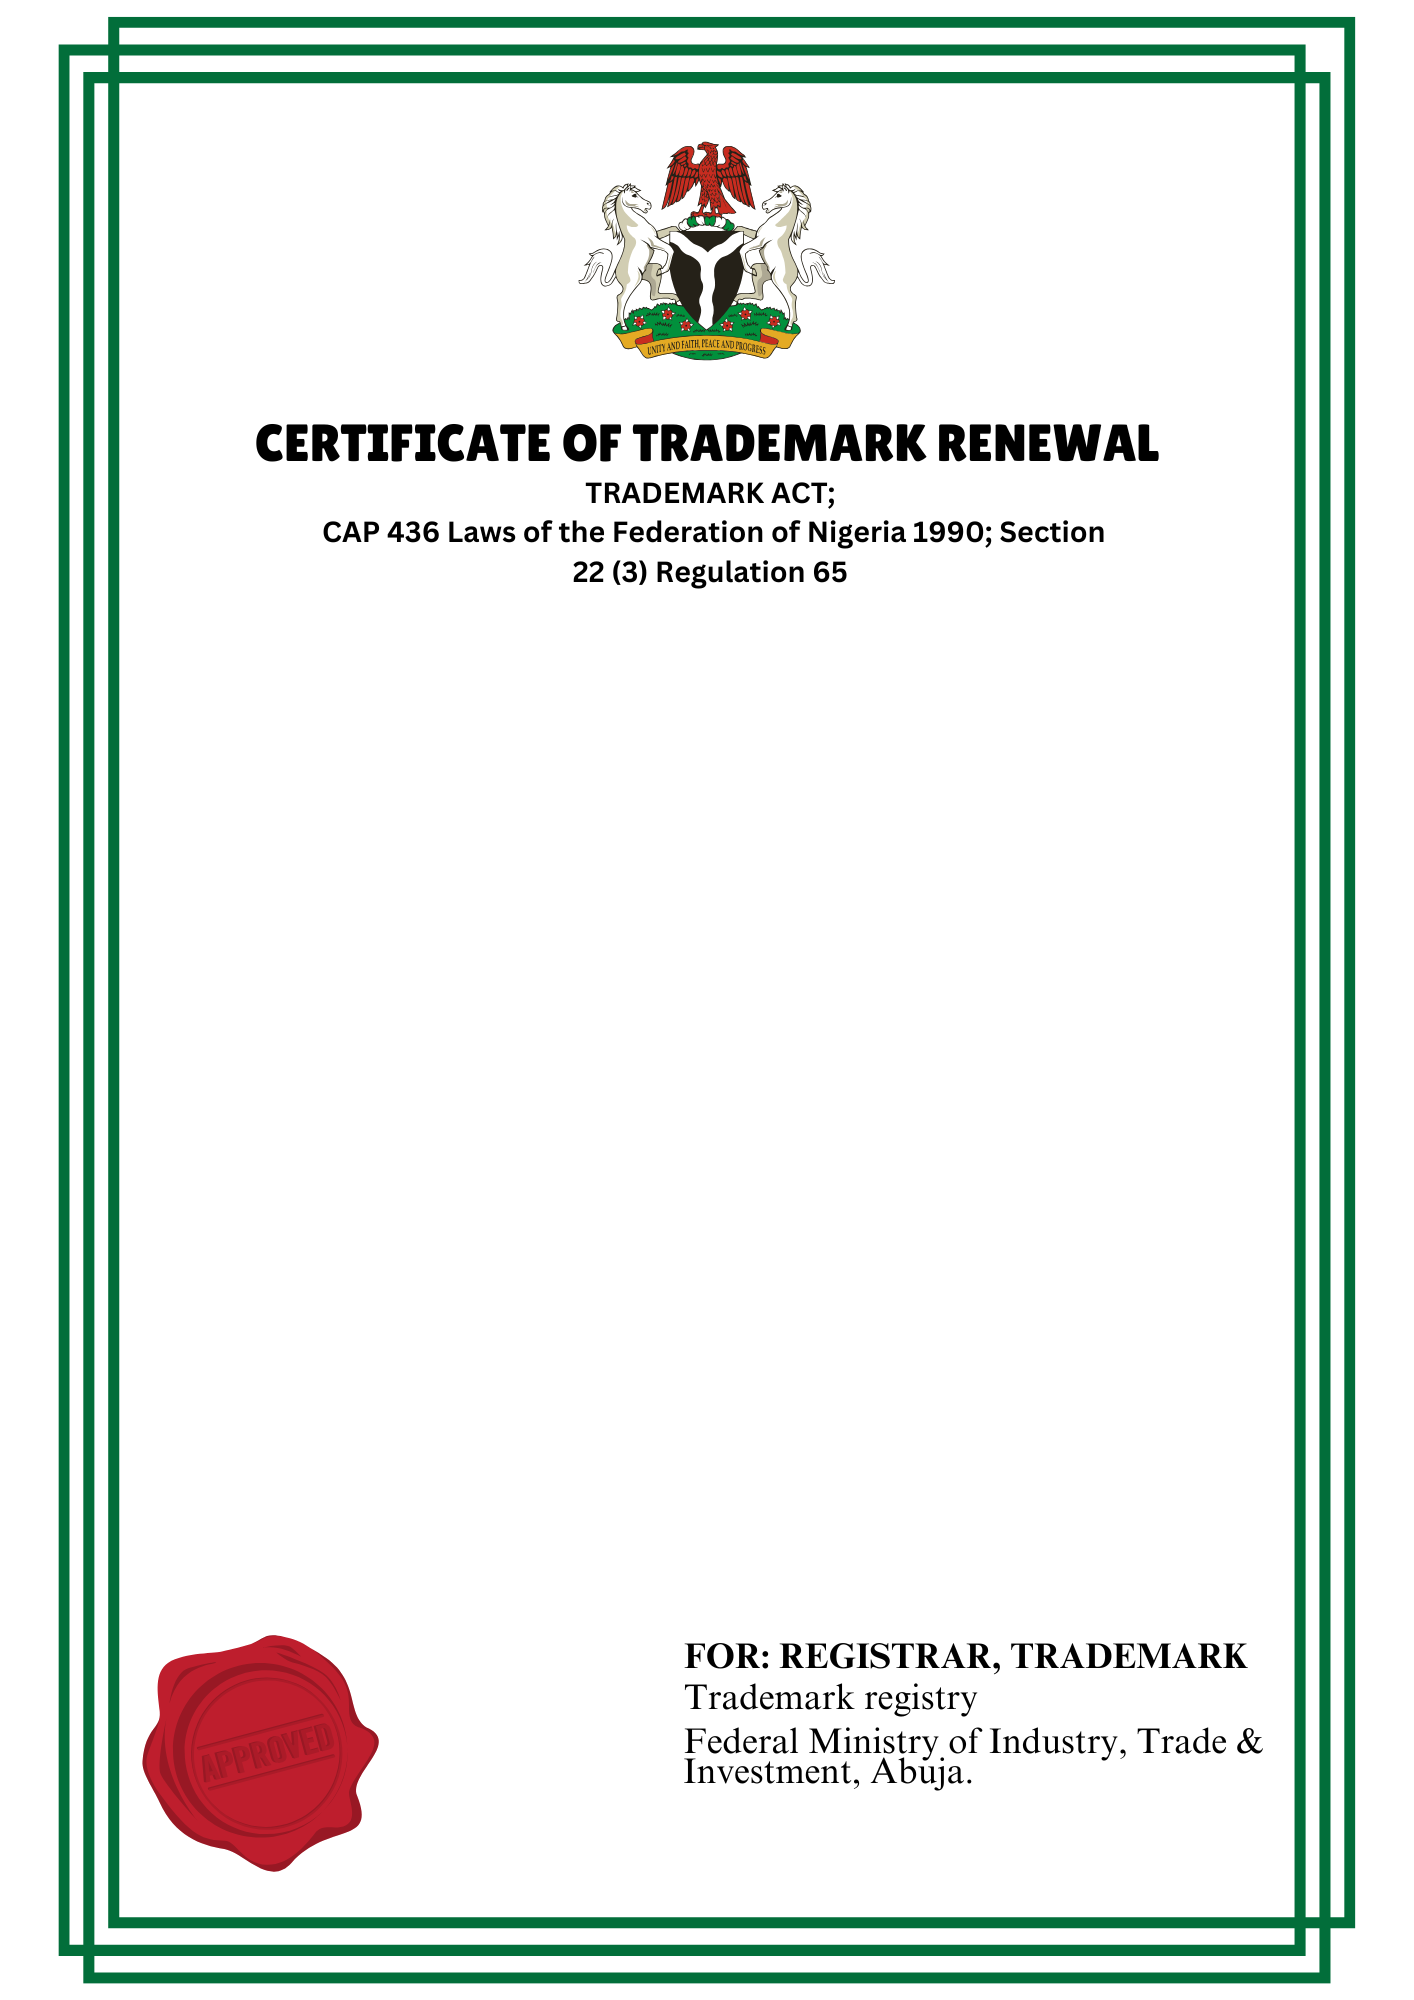 UNITY AND FAITH, PEACE AND PROGRESS
CERTIFICATE OF TRADEMARK RENEWAL
TRADEMARK ACT;
CAP 436 Laws of the Federation of Nigeria 1990; Section
22 (3) Regulation 65
FOR: REGISTRAR, TRADEMARK
Trademark registry
Federal Ministry of Industry, Trade &
Investment, Abuja.
APPROVED